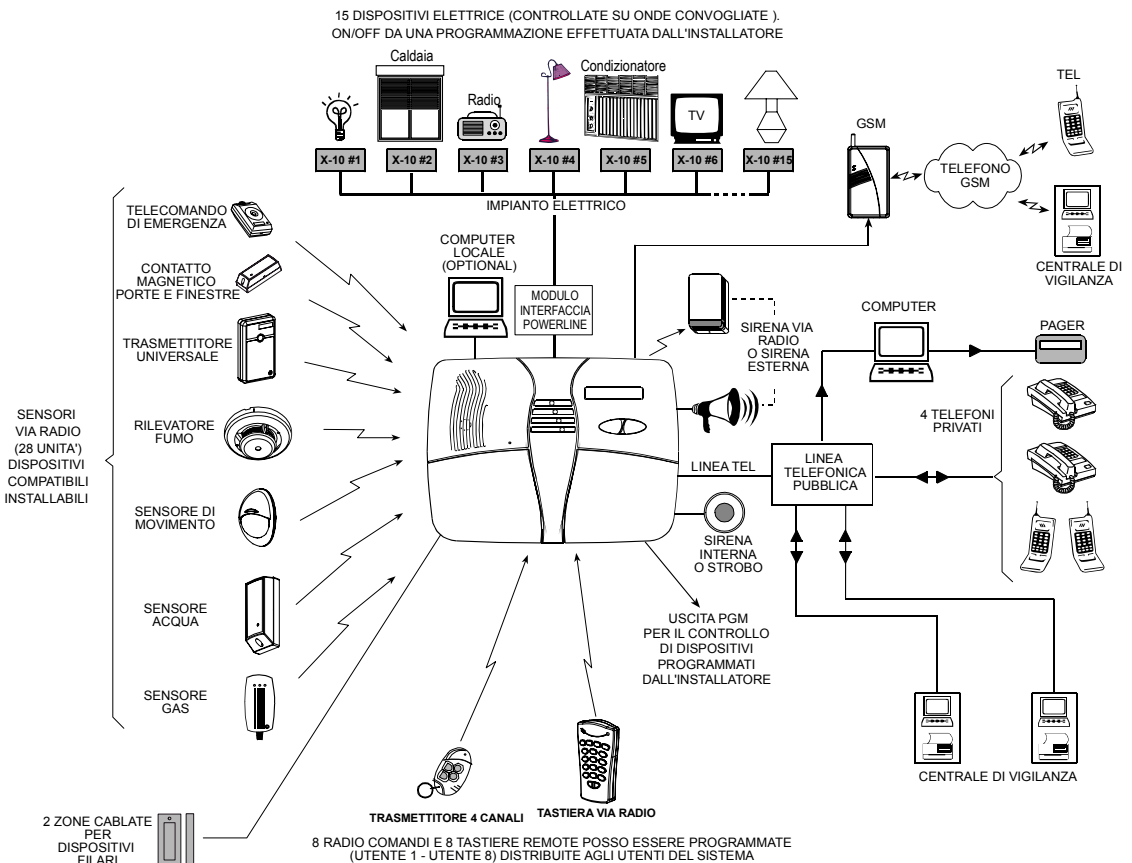 15 DISPOSITIVI ELETTRICE (CONTROLLATE SU ONDE CONVOGLIATE ).
ON/OFF DA UNA PROGRAMMAZIONE EFFETTUATA DALL'INSTALLATORE
Caldaia
Radio
Condizionatore
TV
X-10 #1
X-10 #2
X-10 #3
X-10 #4
X-10 #5
X-10 #6
X-10 #15
IMPIANTO ELETTRICO
GSM
TEL
TELEFONO
GSM
CENTRALE DI
VIGILANZA
TELECOMANDO
DI EMERGENZA
CONTATTO
MAGNETICO
PORTE E FINESTRE
TRASMETTITORE
UNIVERSALE
RILEVATORE
FUMO
SENSORE DI
MOVIMENTO
SENSORE
ACQUA
SENSORE
GAS
SENSORI
VIA RADIO
(28 UNITA')
DISPOSITIVI
COMPATIBILI
INSTALLABILI
COMPUTER
LOCALE
(OPTIONAL)
MODULO
INTERFACCIA
POWERLINE
SIRENA VIA
RADIO
O SIRENA
ESTERNA
COMPUTER
PAGER
4 TELEFONI
PRIVATI
LINEA TEL
LINEA
TELEFONICA
PUBBLICA
SIRENA
INTERNA
O STROBO
USCITA PGM
PER IL CONTROLLO
DI DISPOSITIVI
PROGRAMMATI
DALL'INSTALLATORE
CENTRALE DI VIGILANZA
2 ZONE CABLATE
PER
DISPOSITIVI
FILARI
TRASMETTITORE 4 CANALI
TASTIERA VIA RADIO
8 RADIO COMANDI E 8 TASTIERE REMOTE POSSO ESSERE PROGRAMMATE
(UTENTE 1 - UTENTE 8) DISTRIBUITE AGLI UTENTI DEL SISTEMA